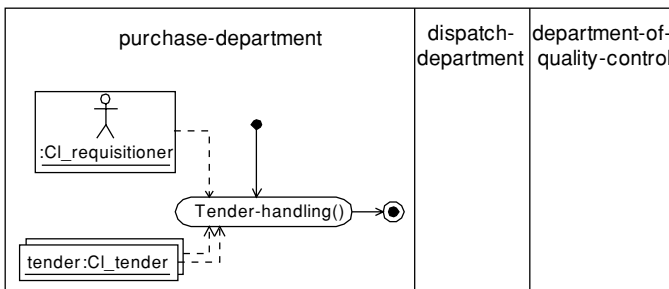 purchase-department
dispatch-
department
department-of-
quality-control
:Cl_requisitioner
Tender-handling()
tender:Cl_tender